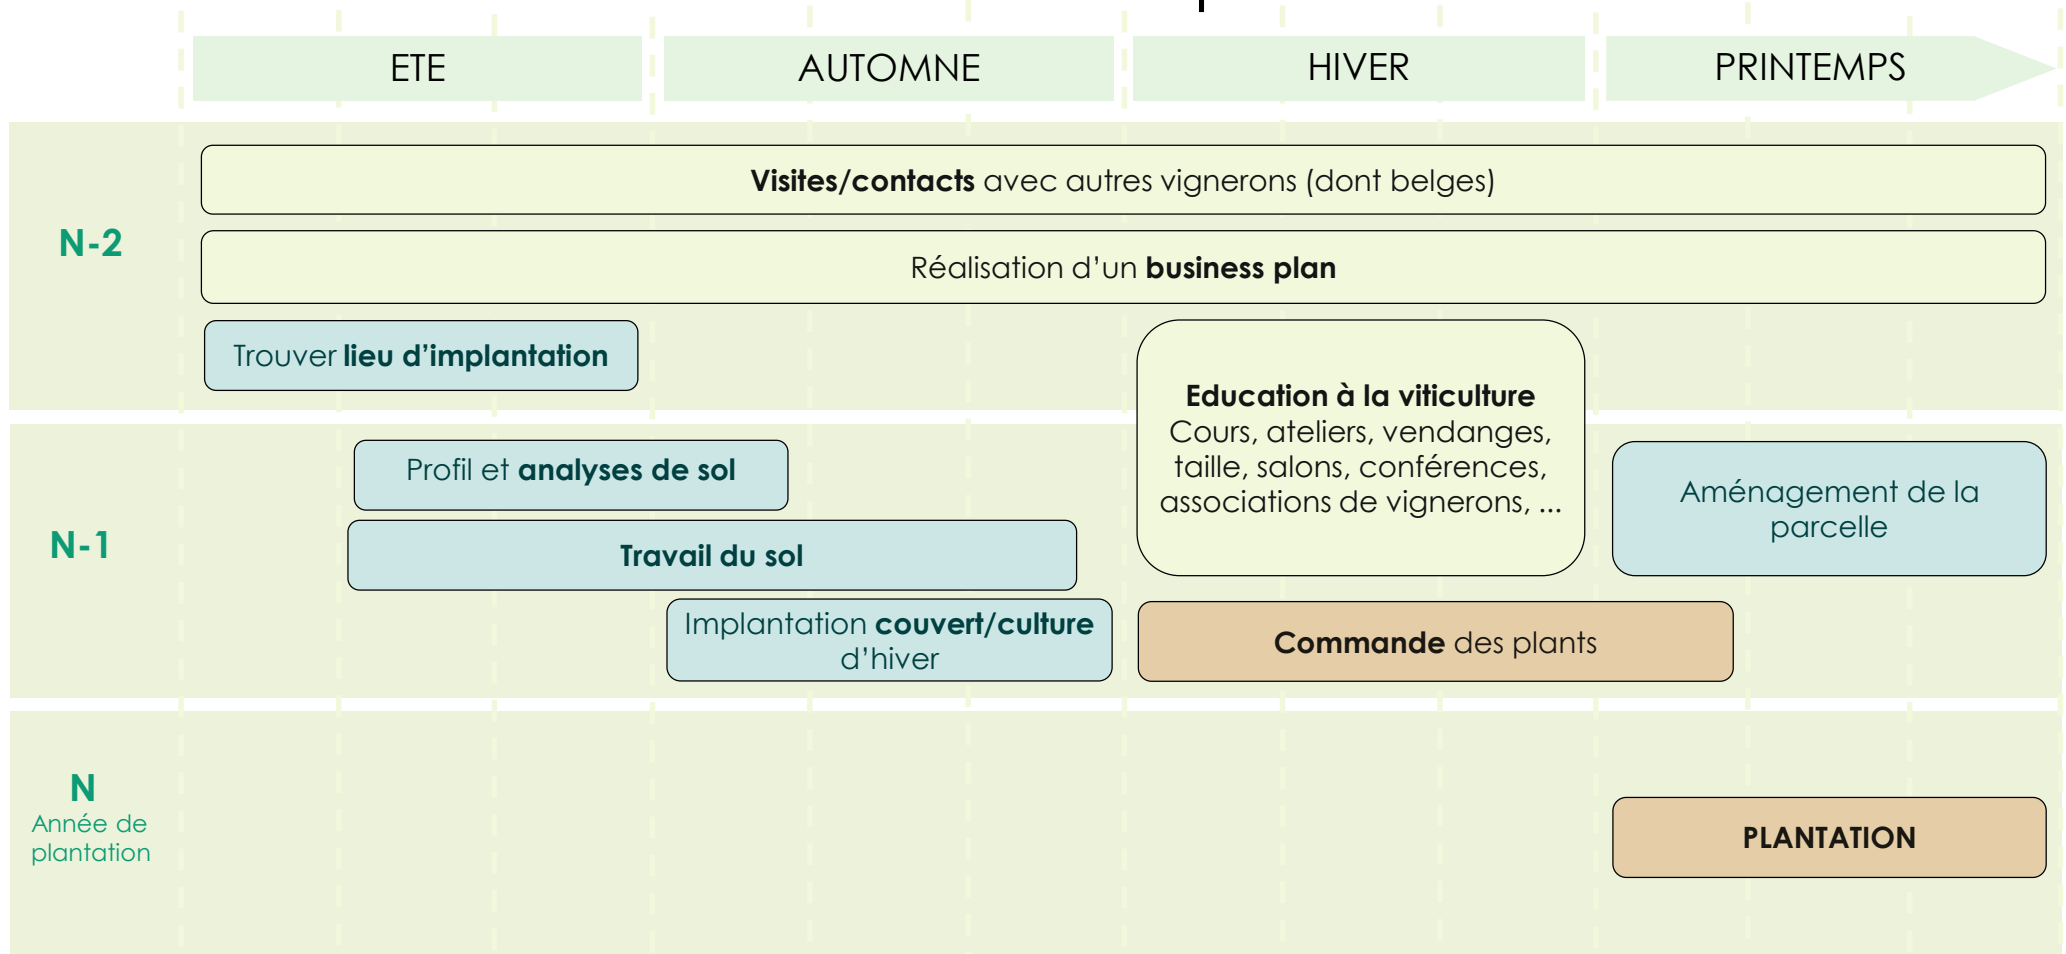 ETE
AUTOMNE
HIVER
PRINTEMPS
N-2
Visites/contacts avec autres vignerons (dont belges)
Réalisation d'un business plan
Trouver lieu d'implantation
Education à la viticulture
Cours, ateliers, vendanges,
taille, salons, conférences,
associations de vignerons, ...
N-1
Profil et analyses de sol
Travail du sol
Implantation couvert/culture
d'hiver
Commande des plants
Aménagement de la
parcelle
N
Année de
plantation
PLANTATION